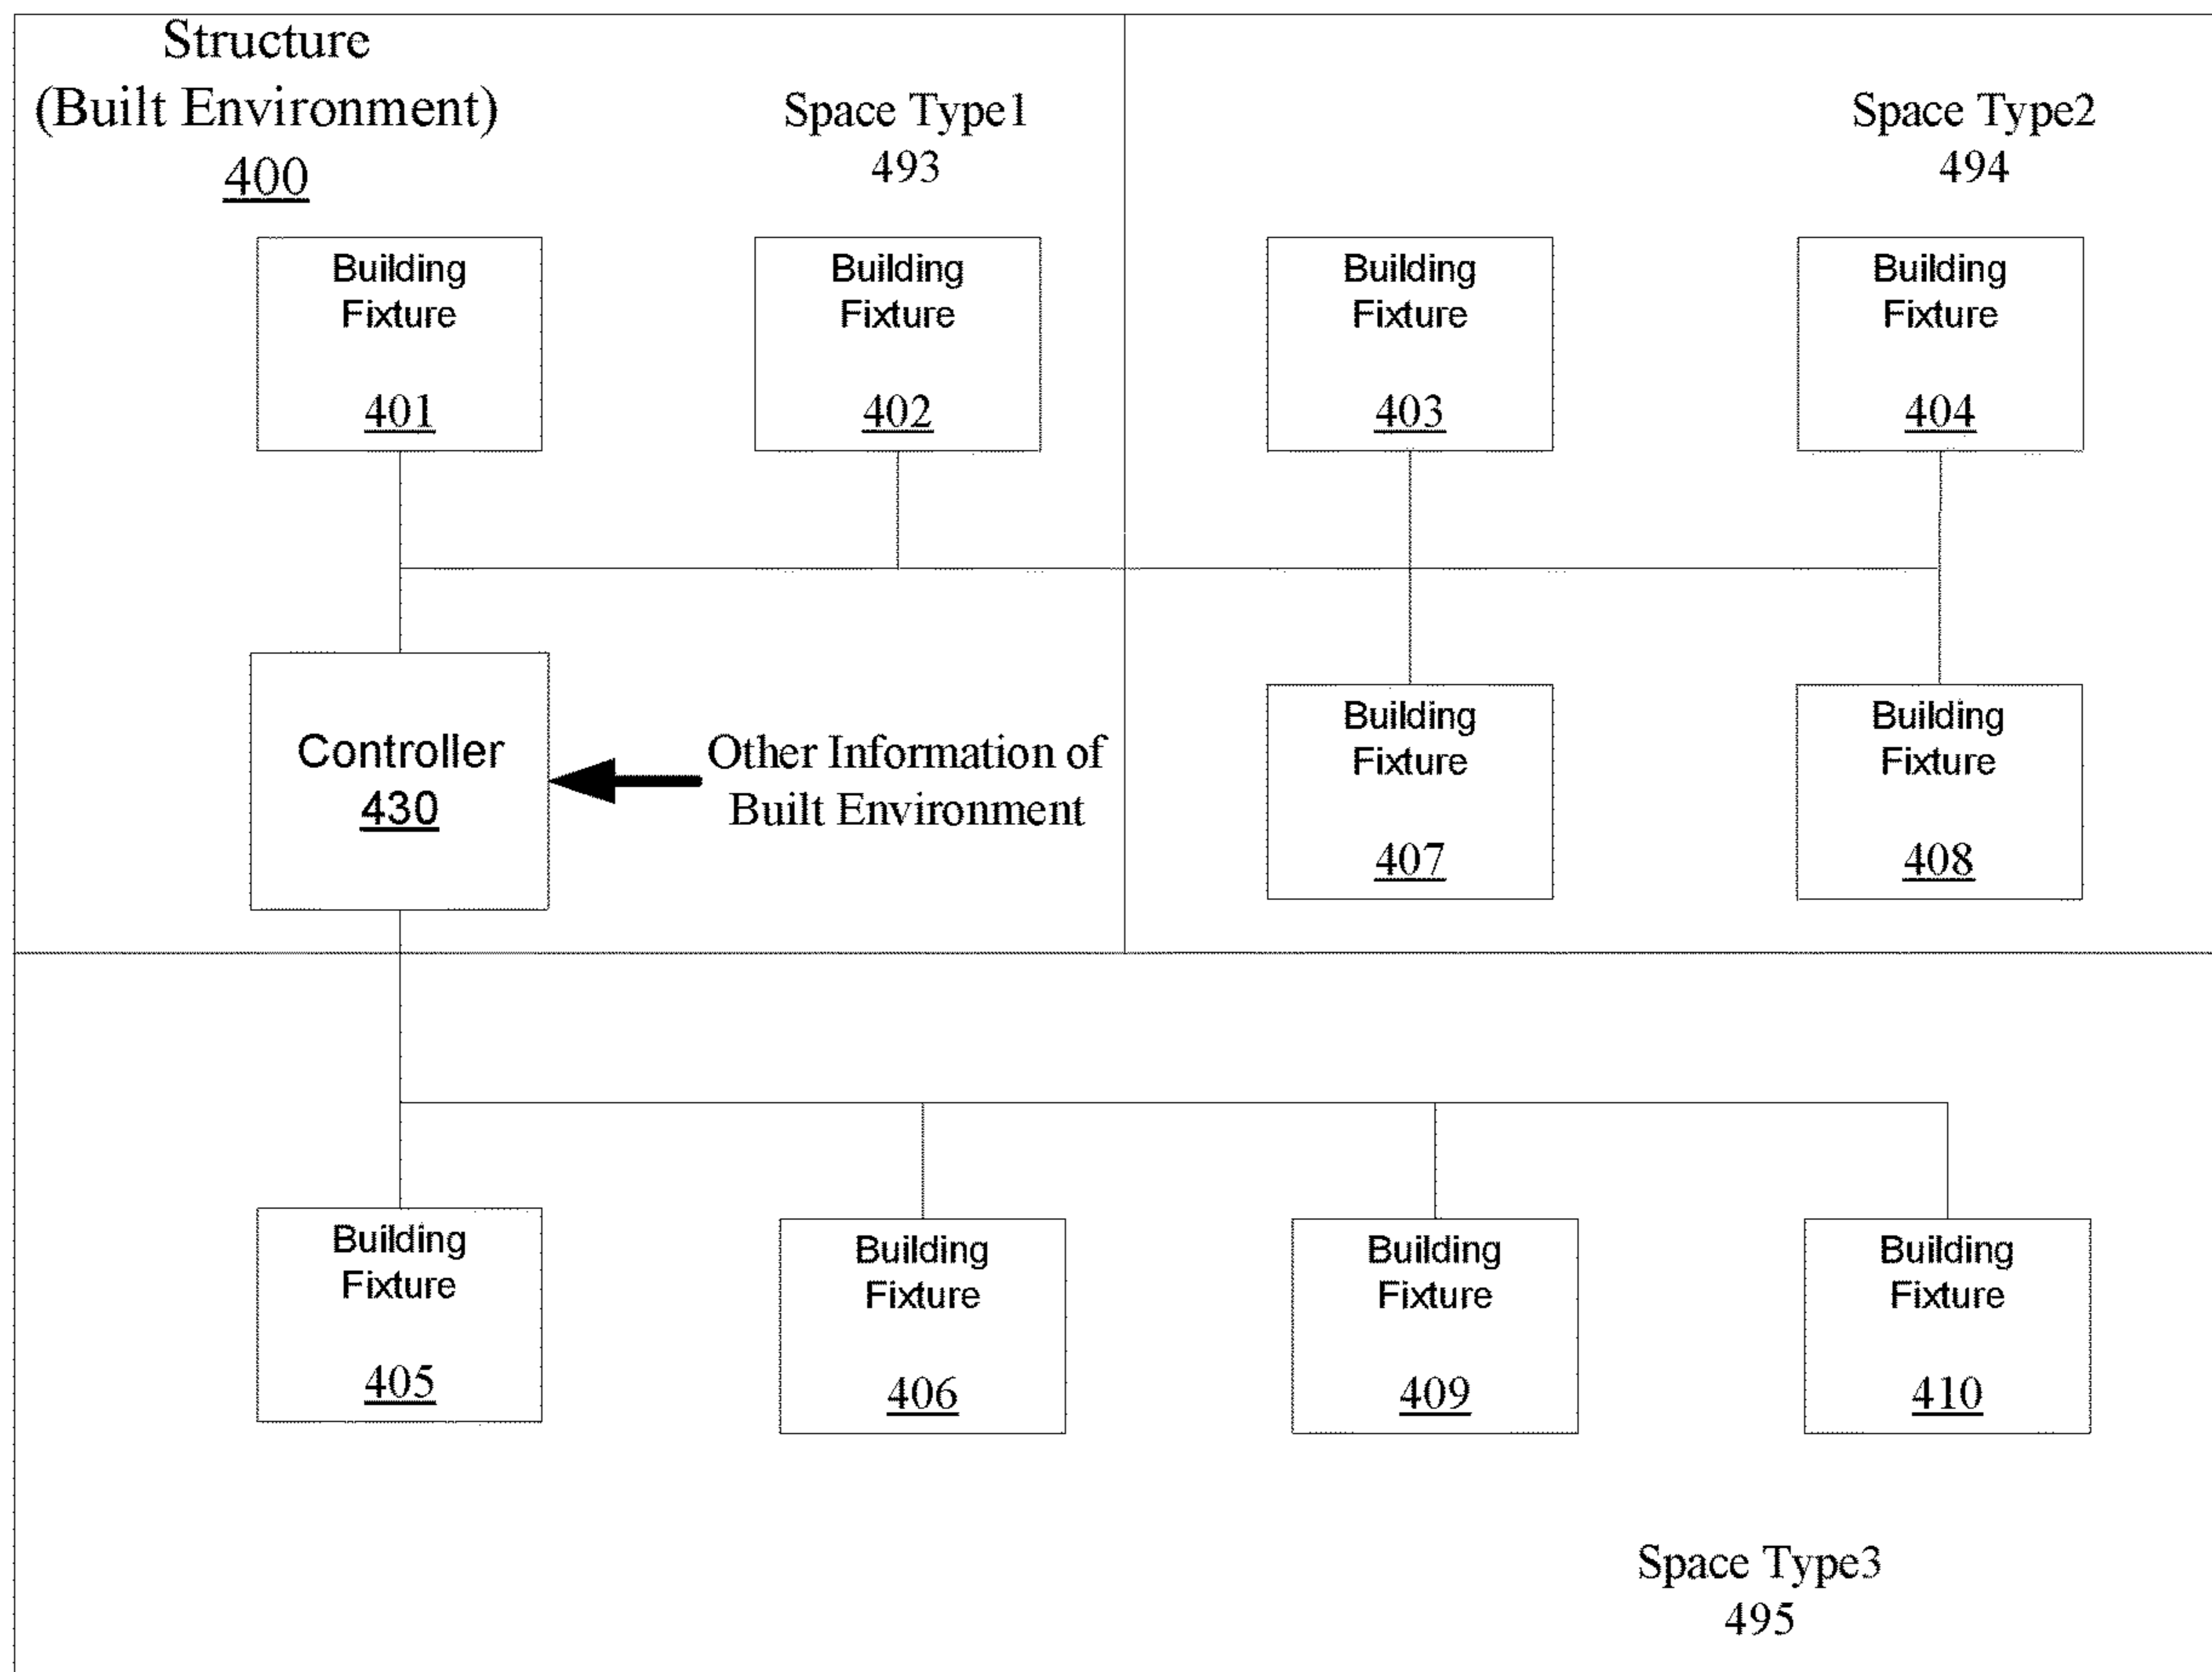 Structure
(Built Environment)
400
Space Type1
493
Space Type2
494
Building
Fixture
401
Building
Fixture
402
Building
Fixture
403
Building
Fixture
404
Controller
430
Other Information of
Built Environment
Building
Fixture
407
Building
Fixture
408
Building
Fixture
405
Building
Fixture
406
Building
Fixture
409
Building
Fixture
410
Space Type3
495